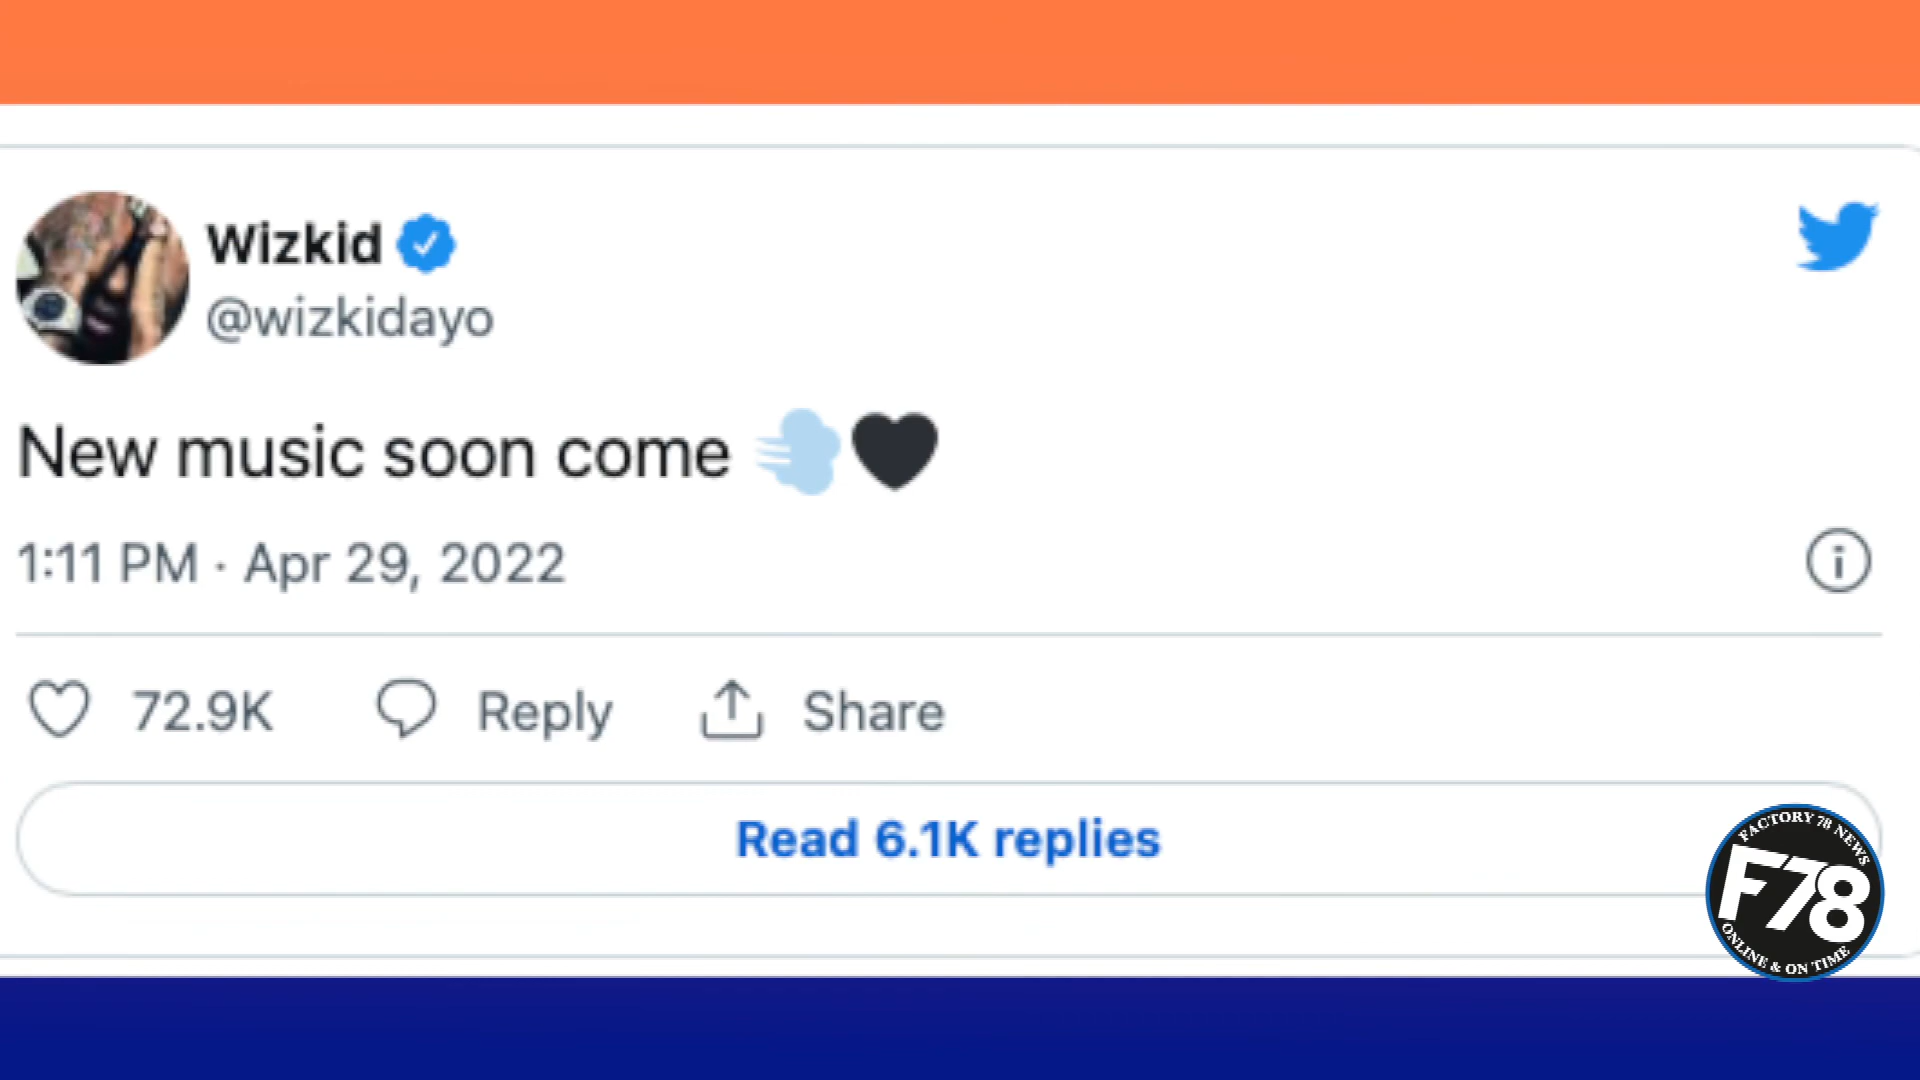 Wizkid
@wizkidayo
New music soon come 💨🖤
1:11 PM · Apr 29, 2022
72.9K Reply Share
Read 6.1K replies
FACTORY 78 NEWS
F78
ONLINE & ON TIME